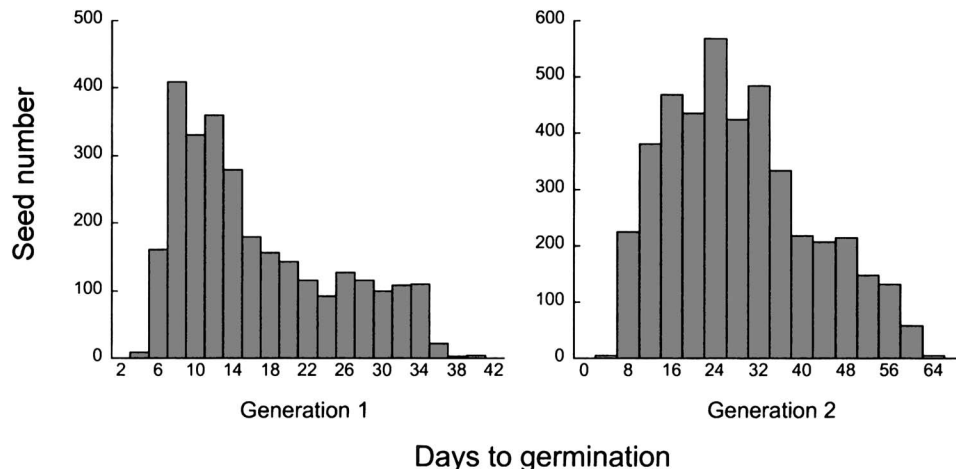 Seed number
500
400
300
200
100
0
2 6 10 14 18 22 26 30 34 38 42
Generation 1
600
500
400
300
200
100
0
0 8 16 24 32 40 48 56 64
Generation 2
Days to germination